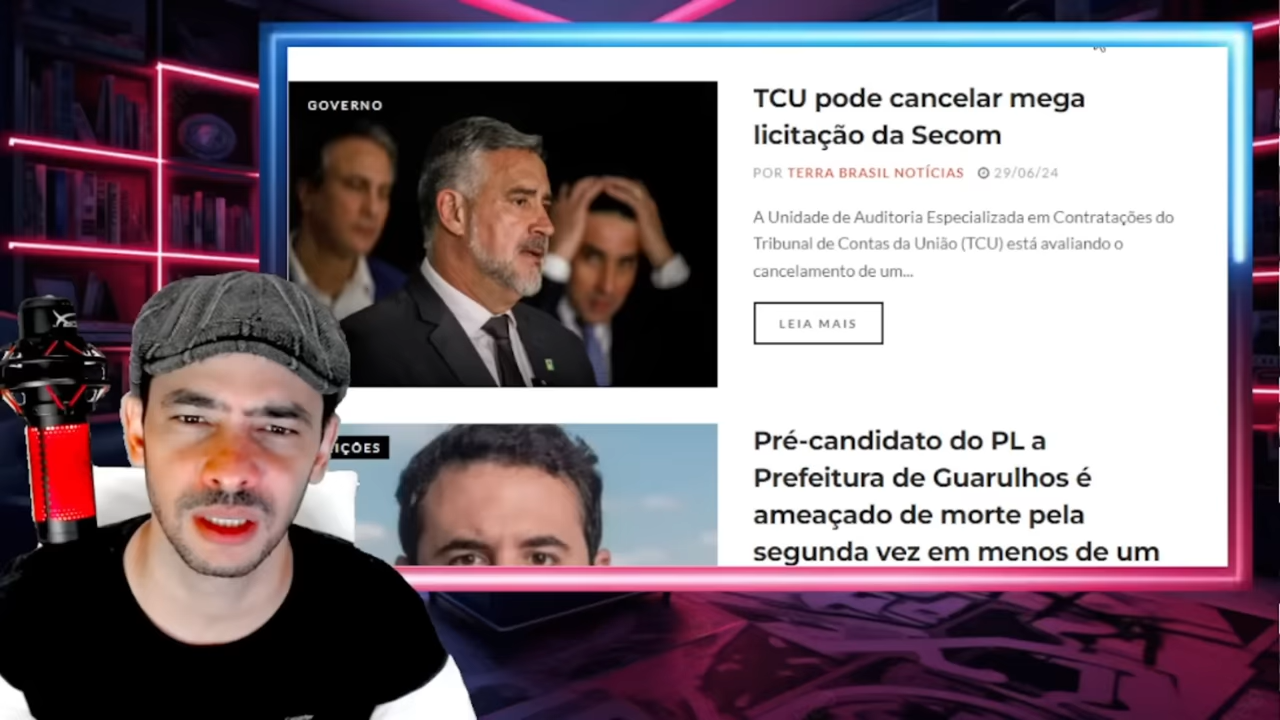 GOVERNO
TCU pode cancelar mega
licitação da Secom
POR TERRA BRASIL NOTÍCIAS 29/06/24
A Unidade de Auditoria Especializada em Contratações do
Tribunal de Contas da União (TCU) está avaliando o
cancelamento de um...
LEIA MAIS
IÇÕES
Pré-candidato do PL a
Prefeitura de Guarulhos é
ameaçado de morte pela
segunda vez em menos de um